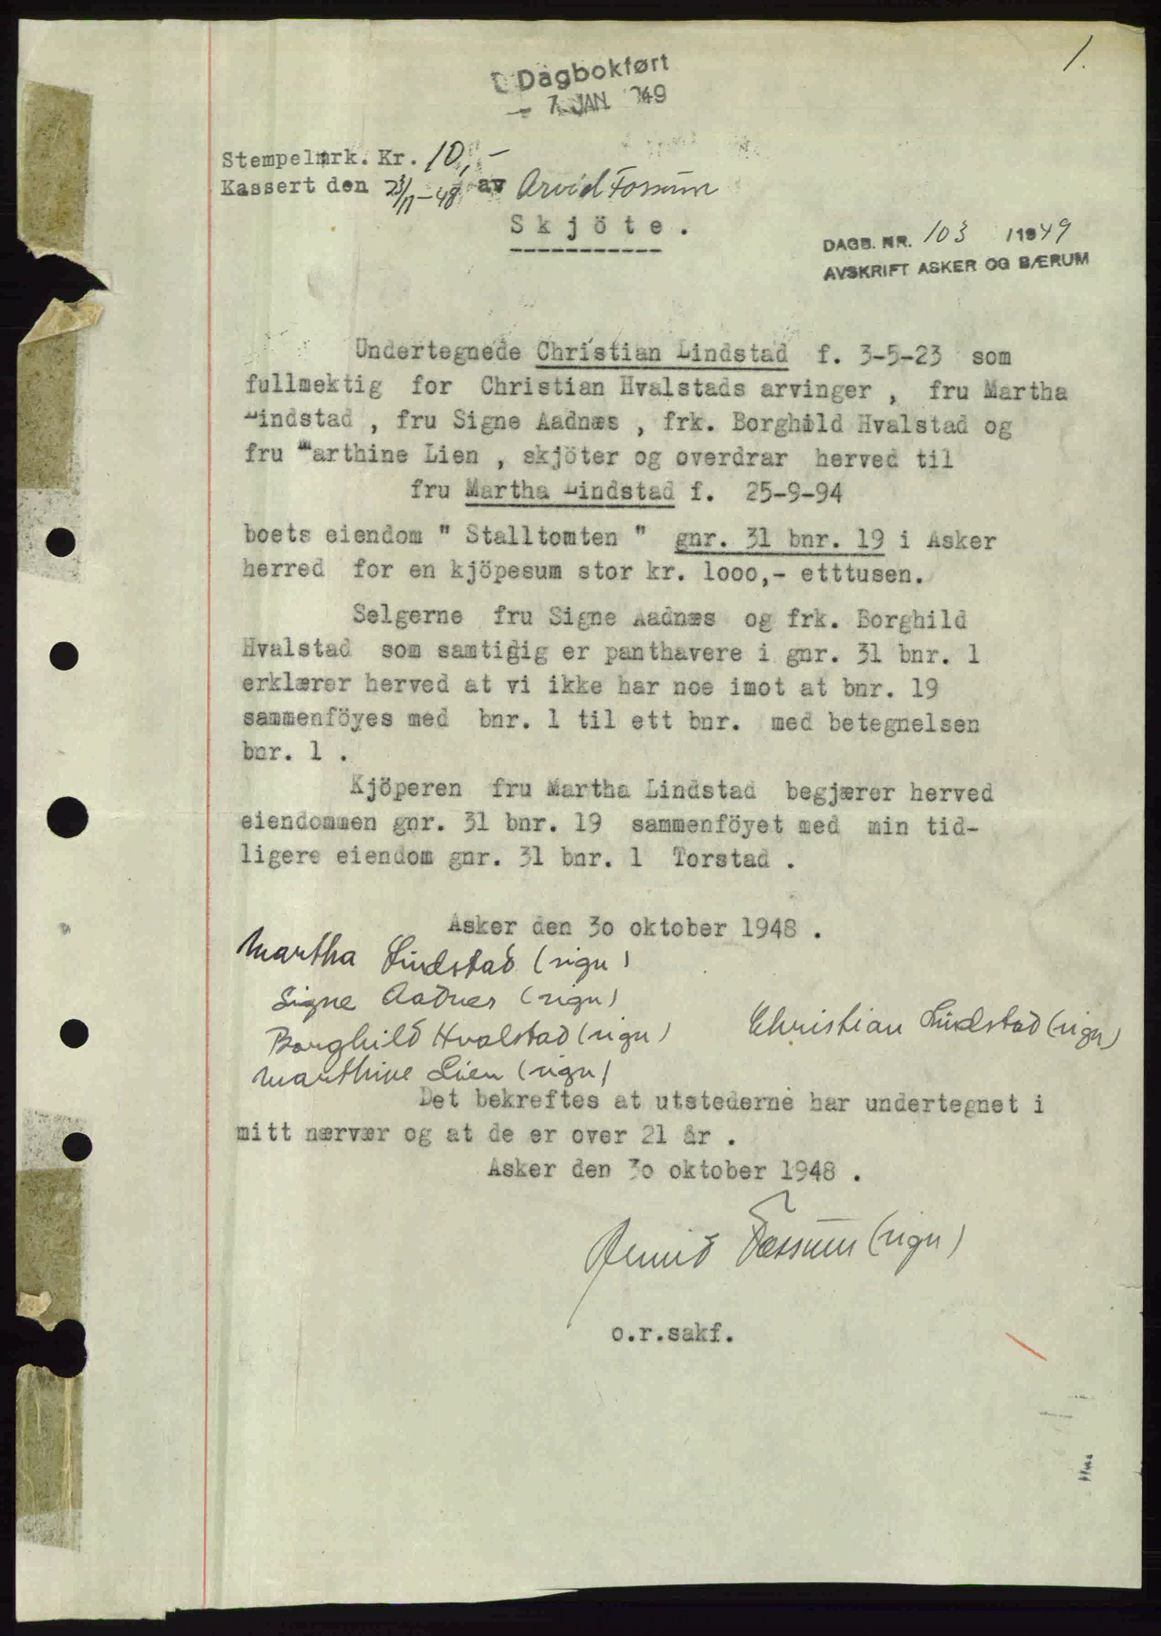 1.
Dagbokført
- 7. JAN. 1949
Stempelmrk. Kr. 10,-
Kassert den 23/11-48 av Arvid Fossum
Skjöte.
DAGB. NR. 103 /1949
AVSKRIFT ASKER OG BÆRUM
Undertegnede Christian Lindstad f. 3-5-23 som
fullmektig for Christian Hvalstads arvinger , fru Martha
Lindstad , fru Signe Aadnæs , frk. Borghild Hvalstad og
fru Marthine Lien , skjöter og overdrar herved til
fru Martha Lindstad f. 25-9-94
boets eiendom " Stalltomten " gnr. 31 bnr. 19 i Asker
herred for en kjöpesum stor kr. 1ooo,- etttusen.
Selgerne fru Signe Aadnæs og frk. Borghild
Hvalstad som samtidig er panthavere i gnr. 31 bnr. 1
erklærer herved at vi ikke har noe imot at bnr. 19
sammenföyes med bnr. 1 til ett bnr. med betegnelsen
bnr. 1 .
Kjöperen fru Martha Lindstad begjærer herved
eiendommen gnr. 31 bnr. 19 sammenföyet med min tid-
ligere eiendom gnr. 31 bnr. 1 Torstad .
Asker den 3o oktober 1948 .
Martha Lindstad (sign)
Signe Aadnes (sign)
Borghild Hvalstad (sign)
Christian Lindstad (sign)
Marthine Lien (sign)
Det bekreftes at utstederne har undertegnet i
mitt nærvær og at de er over 21 år .
Asker den 3o oktober 1948 .
Arvid Fossum (sign)
o.r.sakf.